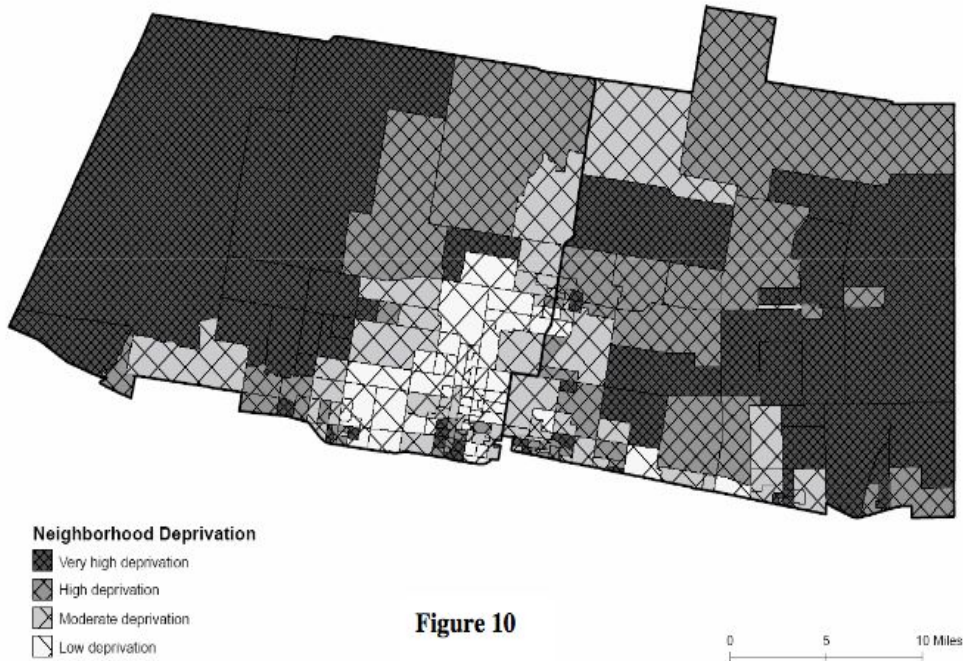 Neighborhood Deprivation
Very high deprivation
High deprivation
Moderate deprivation
Low deprivation
Figure 10
0 5 10 Miles